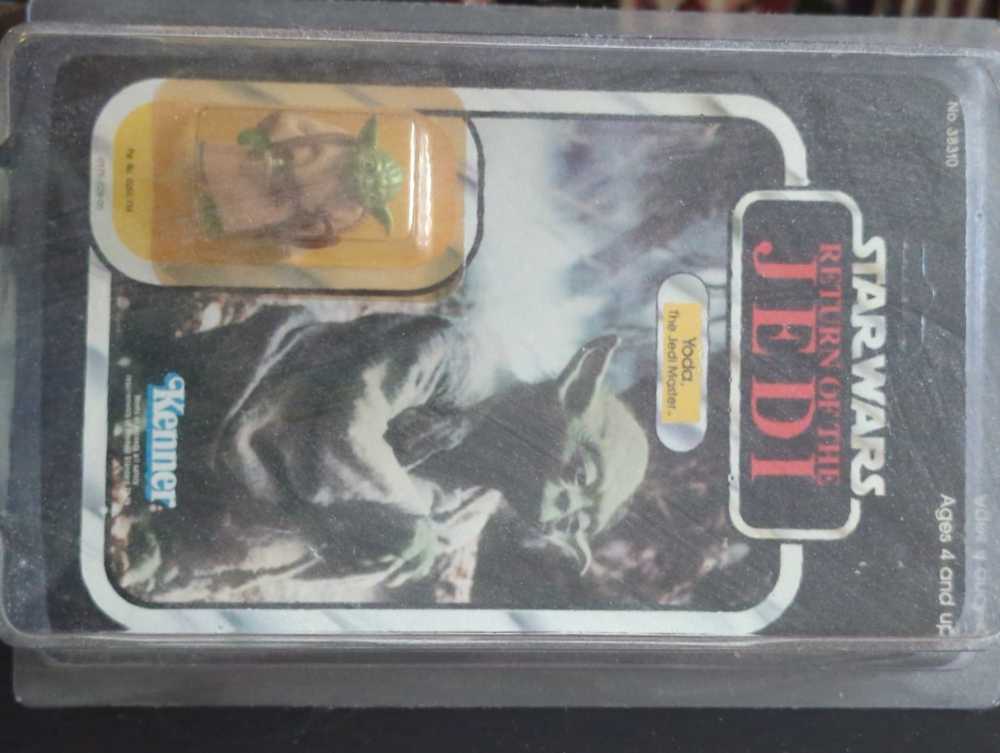 No. 38310
Ages 4 and up
STAR WARS
RETURN OF THE
JEDI
Yoda,
The Jedi Master
Kenner